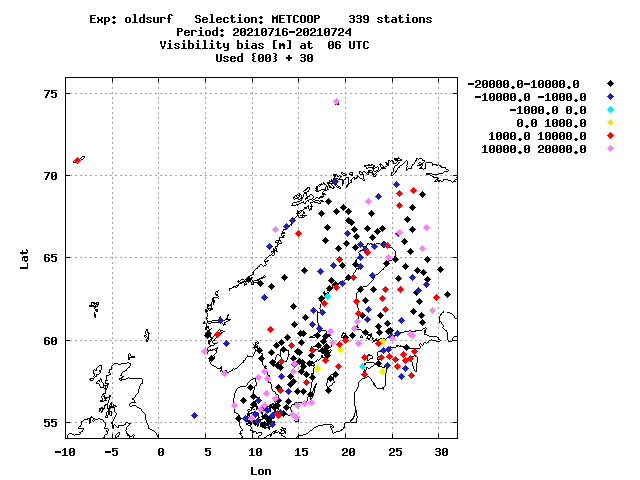 Exp: oldsurf   Selection: METCOOP    339 stations
Period: 20210716-20210724
Visibility bias [m] at  06 UTC
Used {00} + 30
-20000.0-10000.0
-10000.0 -1000.0
-1000.0 0.0
0.0 1000.0
1000.0 10000.0
10000.0 20000.0
75
70
65
60
55
Lat
-10 -5 0 5 10 15 20 25 30
Lon